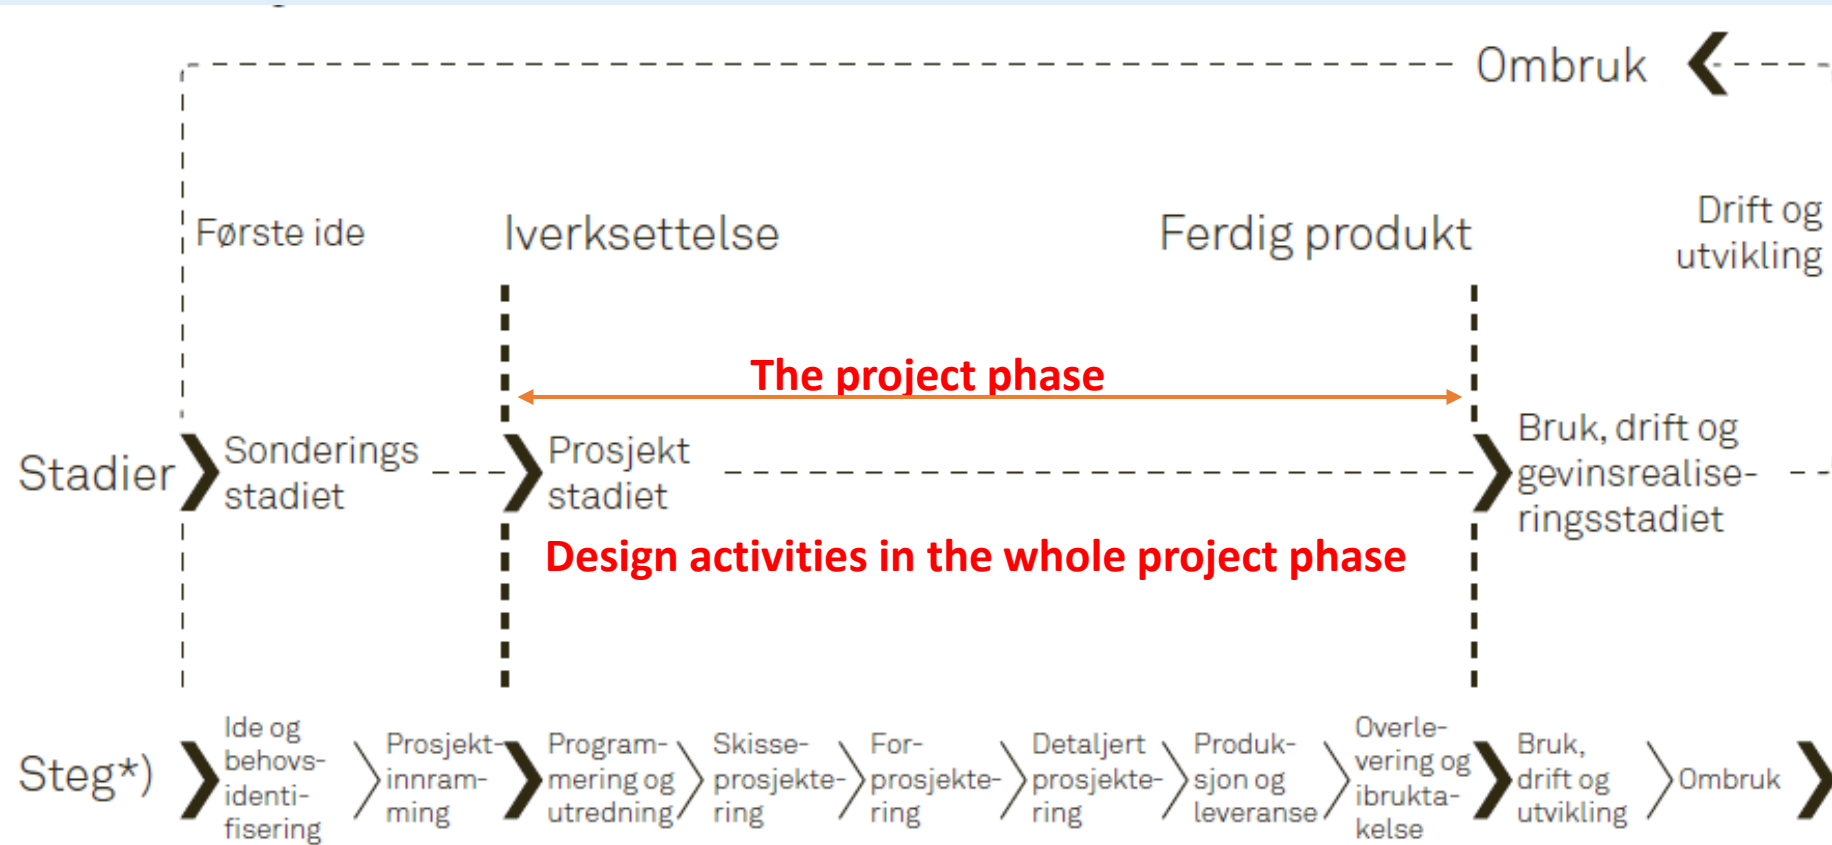 Ombruk
Første ide
Iverksettelse
Ferdig produkt
Drift og
utvikling
The project phase
Stadier
Sonderings
stadiet
Prosjekt
stadiet
Bruk, drift og
gevinsrealise-
ringsstadiet
Design activities in the whole project phase
Steg*)
Ide og
behovs-
identi-
fisering
Prosjekt-
innram-
ming
Program-
mering og
utredning
Skisse-
prosjekte-
ring
For-
prosjekte-
ring
Detaljert
prosjekte-
ring
Produk-
sjon og
leveranse
Overle-
vering og
ibrukta-
kelse
Bruk,
drift og
utvikling
Ombruk